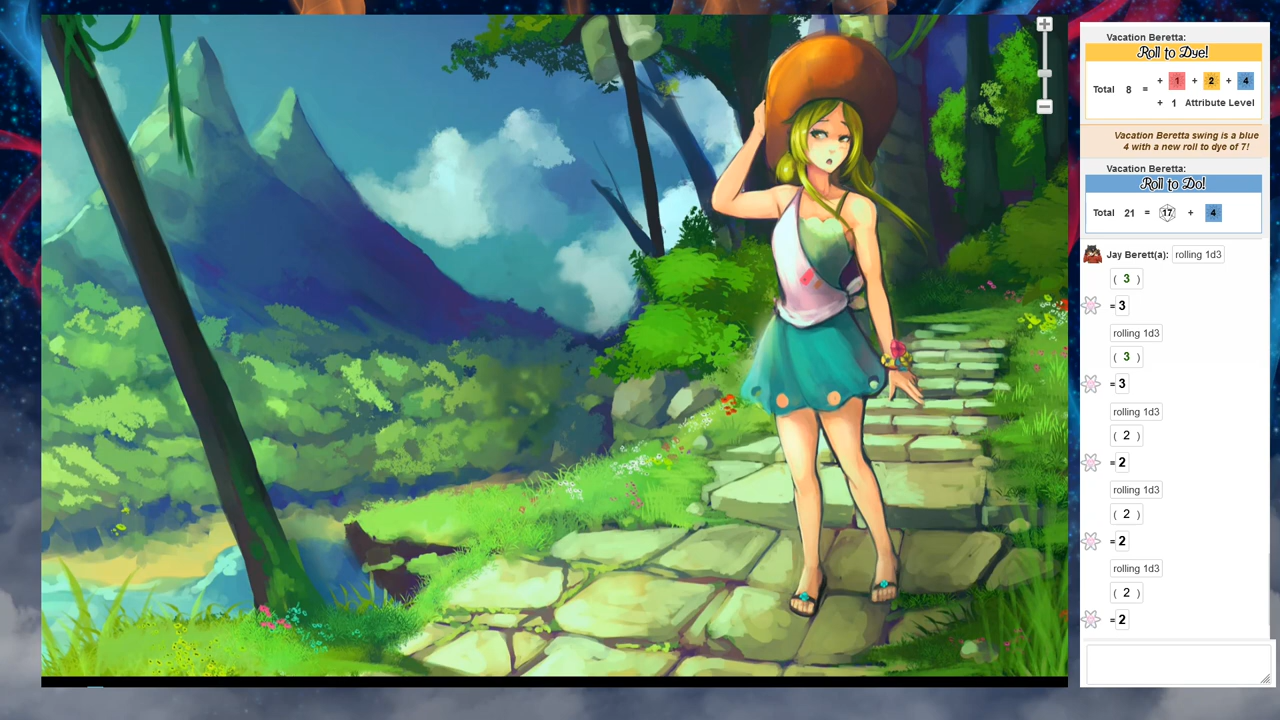 Vacation Beretta:
Roll to Dye!
+ 1 + 2 + 4
Total 8 =
+ 1 Attribute Level
Vacation Beretta swing is a blue
4 with a new roll to dye of 7!
Vacation Beretta:
Roll to Do!
Total 21 = 17 + 4
Jay Berett(a): rolling 1d3
( 3 )
=3
rolling 1d3
( 3 )
=3
rolling 1d3
( 2 )
=2
rolling 1d3
( 2 )
=2
rolling 1d3
( 2 )
=2